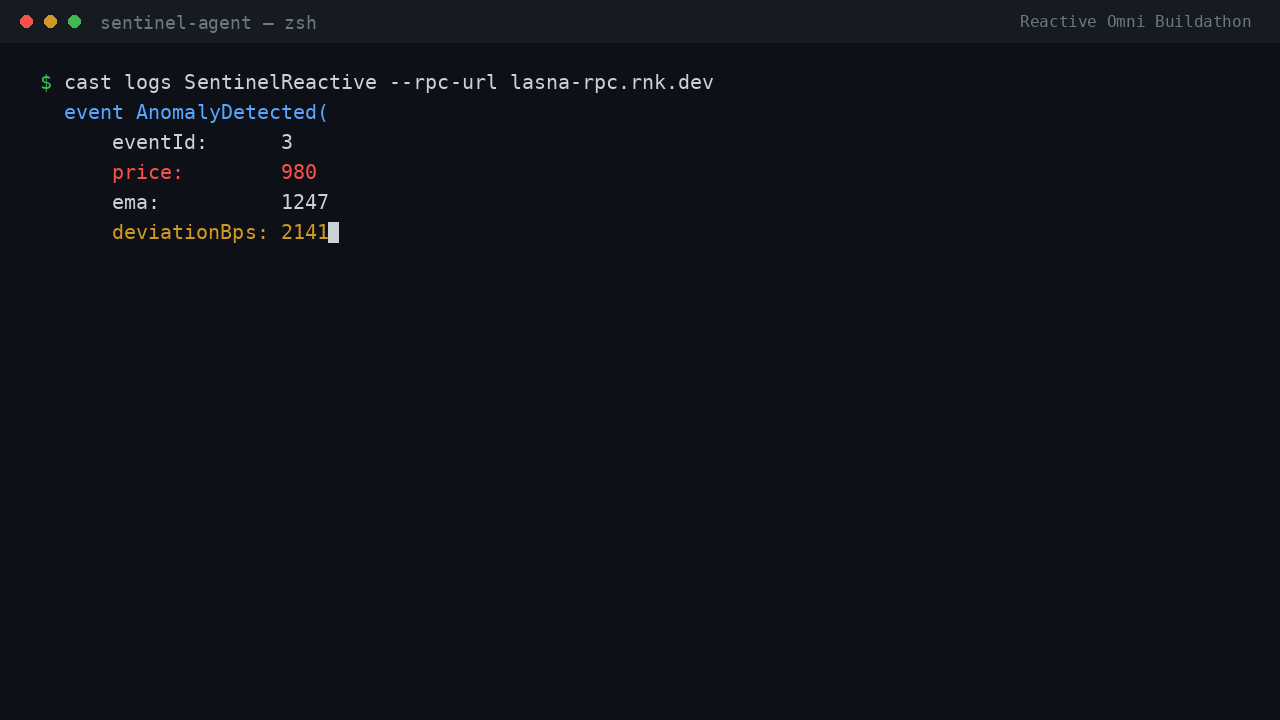 sentinel-agent — zsh
Reactive Omni Buildathon
$ cast logs SentinelReactive --rpc-url lasna-rpc.rnk.dev
event AnomalyDetected(
eventId: 3
price: 980
ema: 1247
deviationBps: 2141